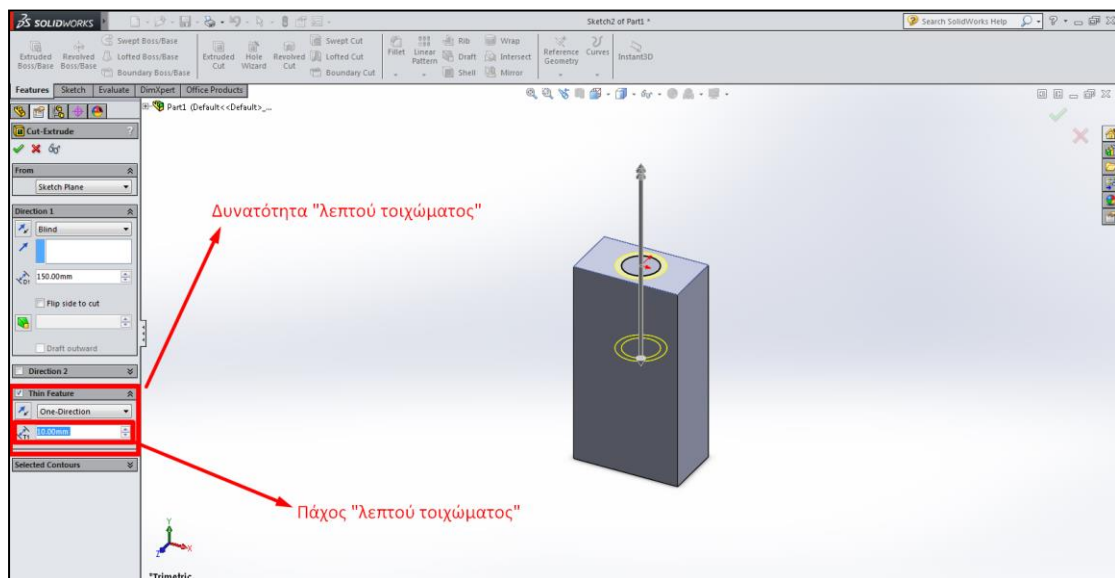 SOLIDWORKS
Sketch2 of Part1 *
Search SolidWorks Help
Extruded Boss/Base
Revolved Boss/Base
Swept Boss/Base
Lofted Boss/Base
Boundary Boss/Base
Extruded Cut
Hole Wizard
Revolved Cut
Swept Cut
Lofted Cut
Boundary Cut
Fillet
Linear Pattern
Rib
Draft
Shell
Wrap
Intersect
Mirror
Reference Geometry
Curves
Instant3D
Features
Sketch
Evaluate
DimXpert
Office Products
Part1 (Default<<Default>_...
Cut-Extrude
?
From
Sketch Plane
Direction 1
Blind
150.00mm
Flip side to cut
Draft outward
Direction 2
Thin Feature
One-Direction
10.00mm
Selected Contours
Δυνατότητα "λεπτού τοιχώματος"
Πάχος "λεπτού τοιχώματος"
Y
X
Z
*Trimetric